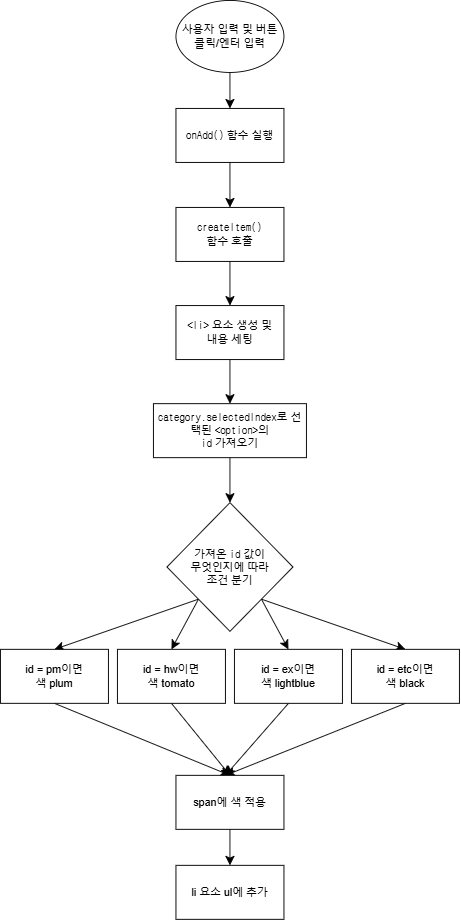 사용자 입력 및 버튼
클릭/엔터 입력
onAdd() 함수 실행
createItem()
함수 호출
<li> 요소 생성 및
내용 세팅
category.selectedIndex로 선
택된 <option>의
id 가져오기
가져온 id 값이
무엇인지에 따라
조건 분기
id = pm이면
색 plum
id = hw이면
색 tomato
id = ex이면
색 lightblue
id = etc이면
색 black
span에 색 적용
li 요소 ul에 추가